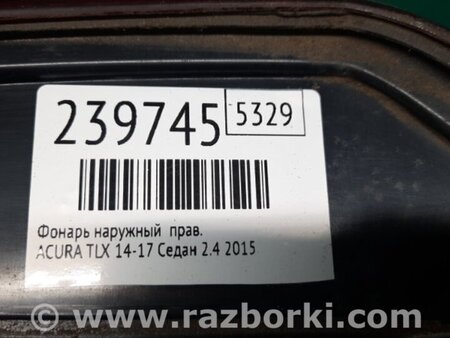 239745 5329
Фонарь наружный прав.
ACURA TLX 14-17 Седан 2.4 2015
www.razborki.com